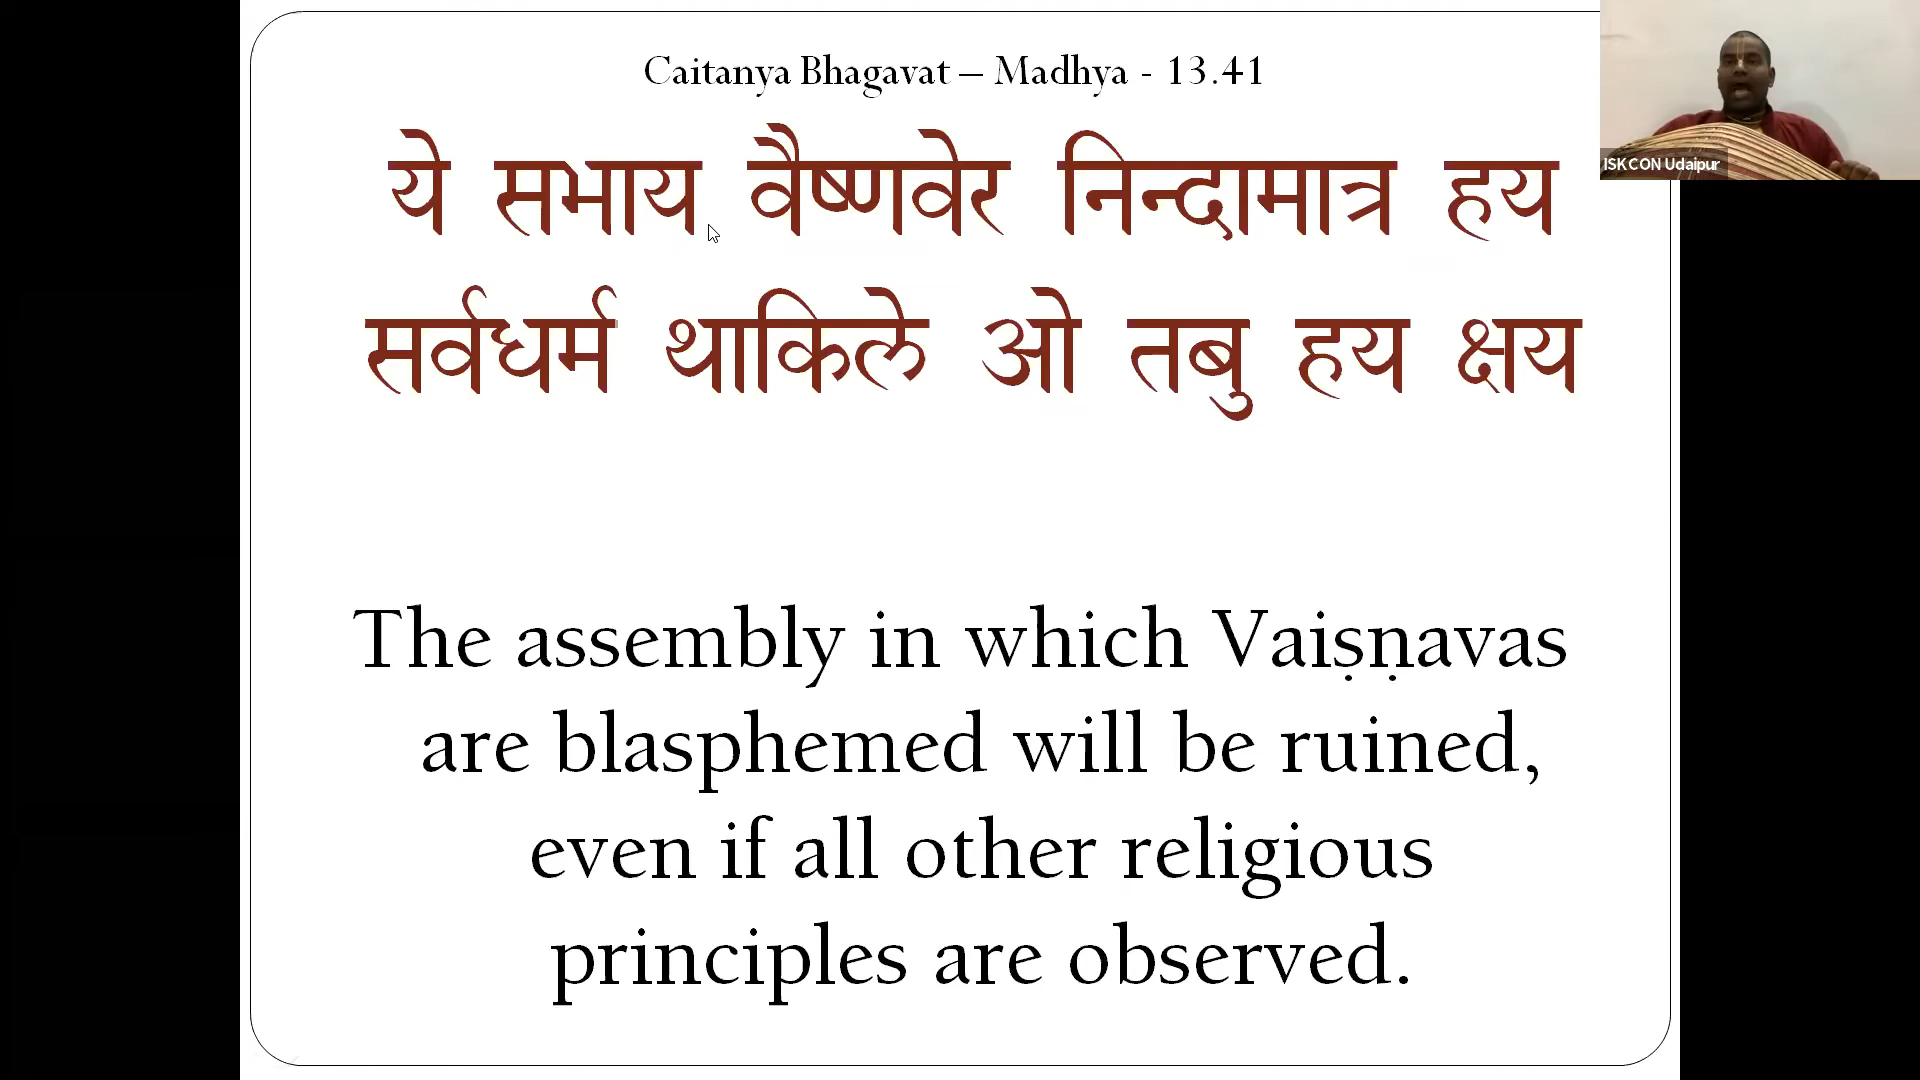 Caitanya Bhagavat – Madhya - 13.41
ये सभाय वैष्णवेर निन्दामात्र हय
सर्वधर्म थाकिले ओ तबु हय क्षय
The assembly in which Vaiṣṇavas
are blasphemed will be ruined,
even if all other religious
principles are observed.
ISKCON Udaipur